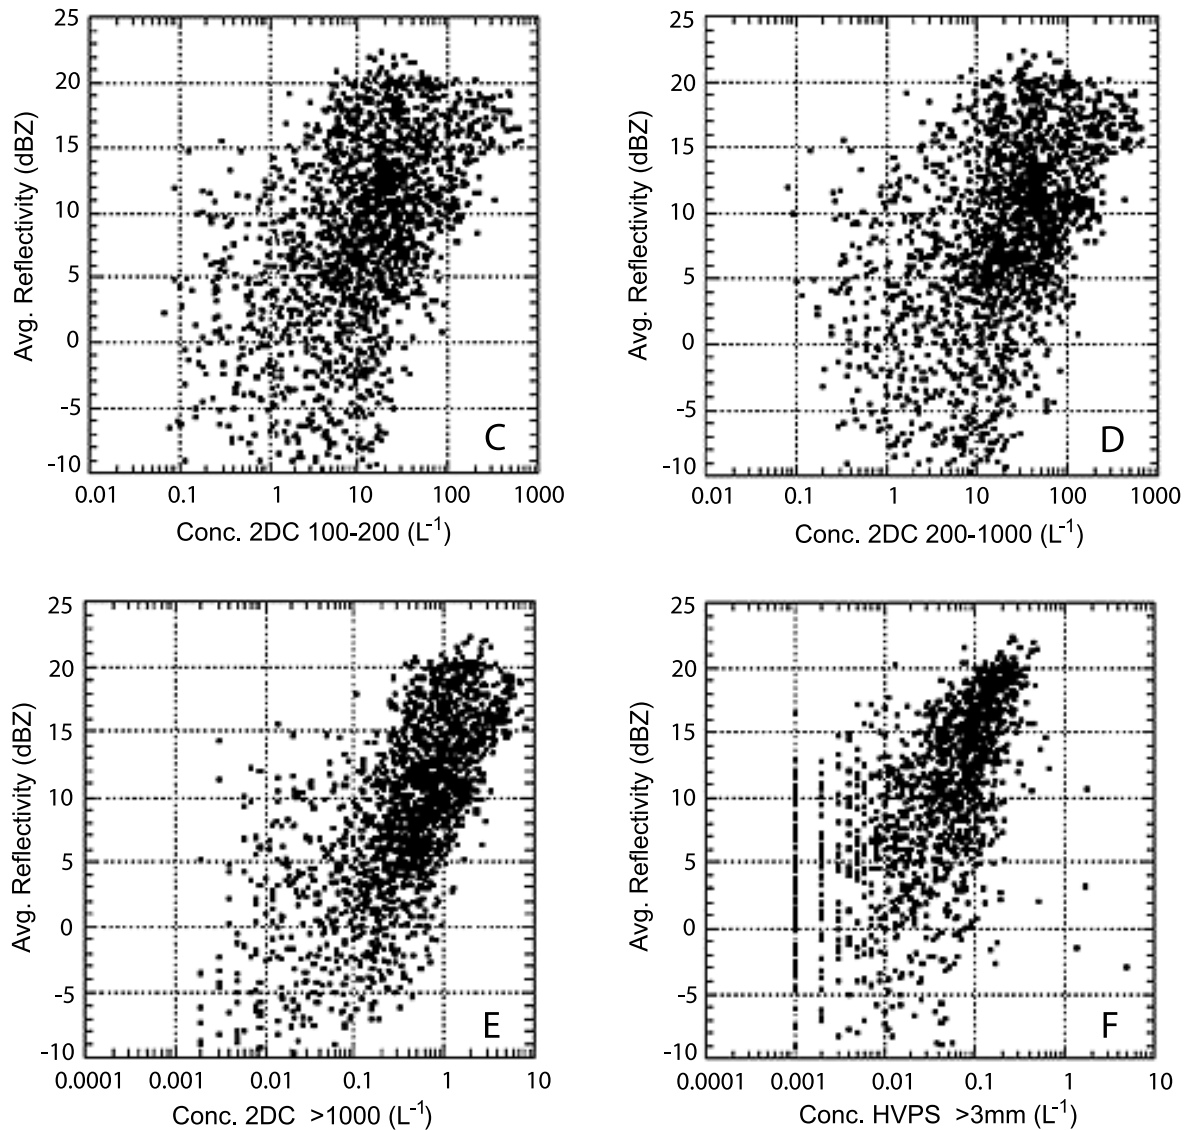 25
20
15
10
5
0
-5
-10
Avg. Reflectivity (dBZ)
C
0.01 0.1 1 10 100 1000
Conc. 2DC 100-200 (L⁻¹)
25
20
15
10
5
0
-5
-10
Avg. Reflectivity (dBZ)
D
0.01 0.1 1 10 100 1000
Conc. 2DC 200-1000 (L⁻¹)
25
20
15
10
5
0
-5
-10
Avg. Reflectivity (dBZ)
E
0.0001 0.001 0.01 0.1 1 10
Conc. 2DC >1000 (L⁻¹)
25
20
15
10
5
0
-5
-10
Avg. Reflectivity (dBZ)
F
0.0001 0.001 0.01 0.1 1 10
Conc. HVPS >3mm (L⁻¹)